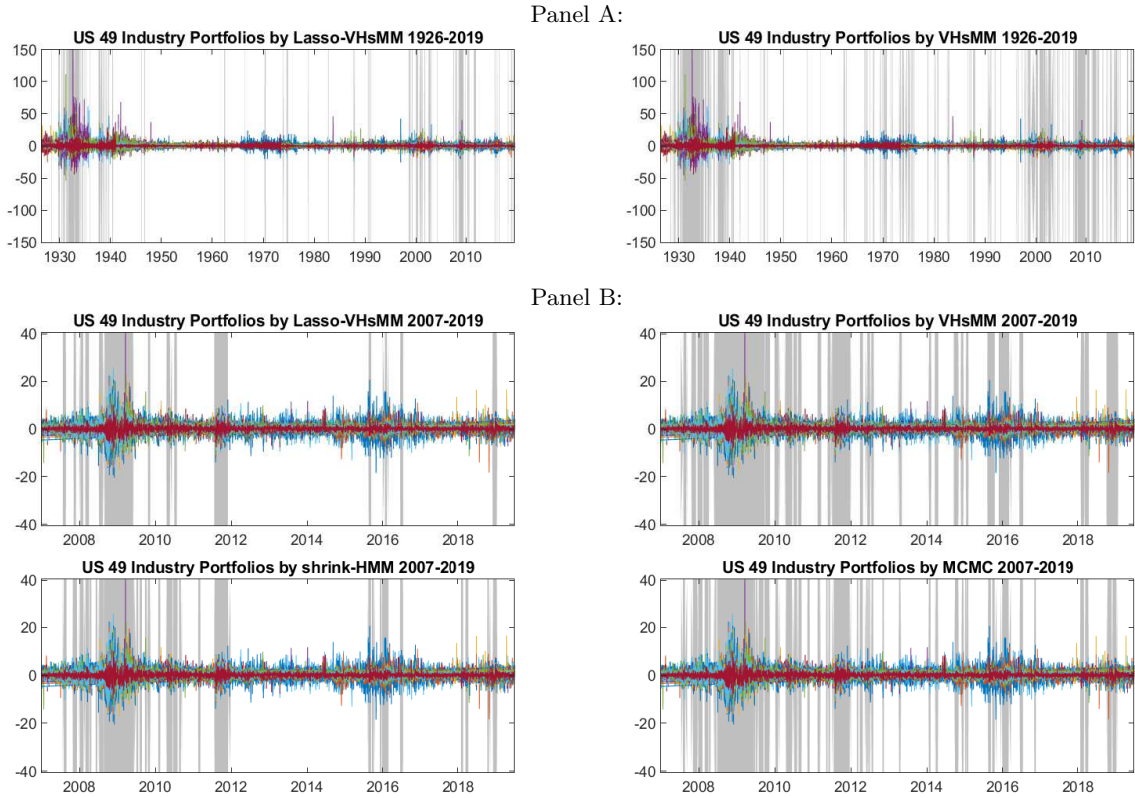 Panel A:
US 49 Industry Portfolios by Lasso-VHsMM 1926-2019
150
100
50
0
-50
-100
-150
1930 1940 1950 1960 1970 1980 1990 2000 2010
US 49 Industry Portfolios by VHsMM 1926-2019
150
100
50
0
-50
-100
-150
1930 1940 1950 1960 1970 1980 1990 2000 2010
Panel B:
US 49 Industry Portfolios by Lasso-VHsMM 2007-2019
40
20
0
-20
-40
2008 2010 2012 2014 2016 2018
US 49 Industry Portfolios by VHsMM 2007-2019
40
20
0
-20
-40
2008 2010 2012 2014 2016 2018
US 49 Industry Portfolios by shrink-HMM 2007-2019
40
20
0
-20
-40
2008 2010 2012 2014 2016 2018
US 49 Industry Portfolios by MCMC 2007-2019
40
20
0
-20
-40
2008 2010 2012 2014 2016 2018